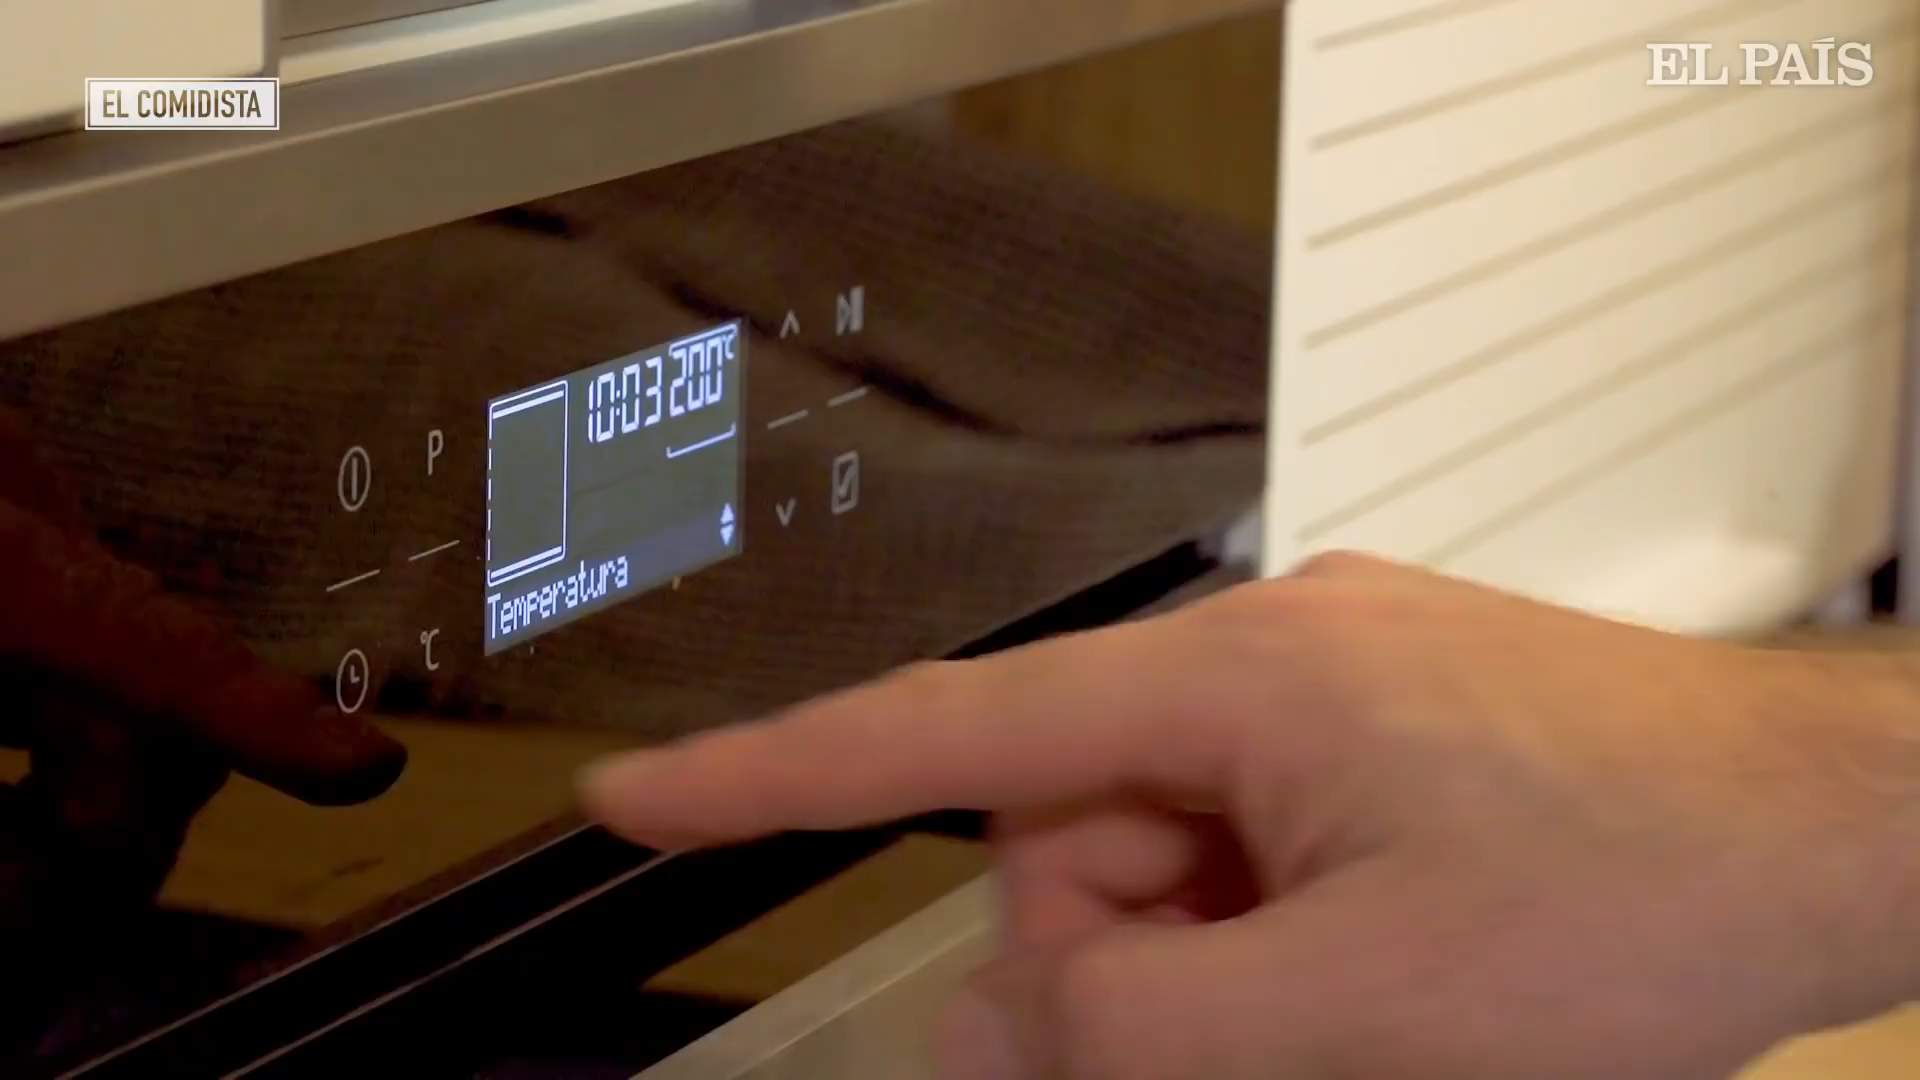 EL COMIDISTA
EL PAÍS
10:03 200°C
Temperatura
P
°C